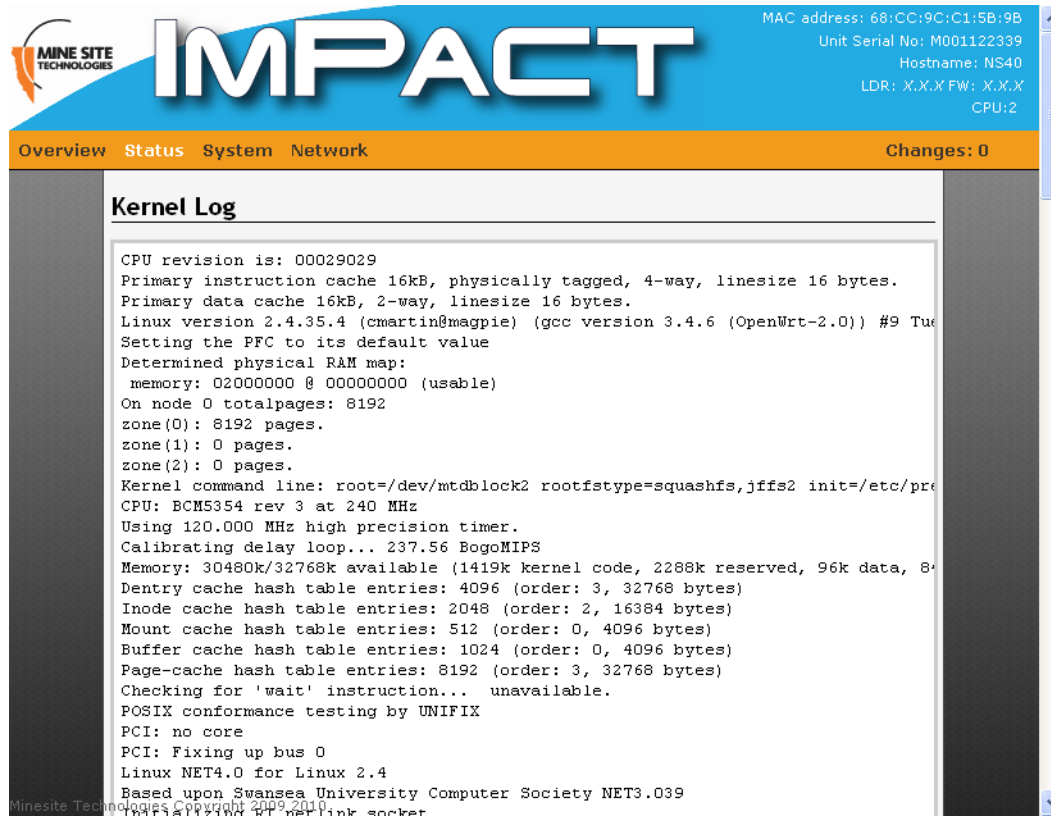 MINE SITE
TECHNOLOGIES
IMPACT
MAC address: 68:CC:9C:C1:5B:9B
Unit Serial No: M001122339
Hostname: NS40
LDR: X.X.X FW: X.X.X
CPU:2
Overview Status System Network Changes: 0
Kernel Log
CPU revision is: 00029029
Primary instruction cache 16kB, physically tagged, 4-way, linesize 16 bytes.
Primary data cache 16kB, 2-way, linesize 16 bytes.
Linux version 2.4.35.4 (cmartin@magpie) (gcc version 3.4.6 (OpenWrt-2.0)) #9 Tue
Setting the PFC to its default value
Determined physical RAM map:
memory: 02000000 @ 00000000 (usable)
On node 0 totalpages: 8192
zone(0): 8192 pages.
zone(1): 0 pages.
zone(2): 0 pages.
Kernel command line: root=/dev/mtdblock2 rootfstype=squashfs,jffs2 init=/etc/pre
CPU: BCM5354 rev 3 at 240 MHz
Using 120.000 MHz high precision timer.
Calibrating delay loop... 237.56 BogoMIPS
Memory: 30480k/32768k available (1419k kernel code, 2288k reserved, 96k data,
Dentry cache hash table entries: 4096 (order: 3, 32768 bytes)
Inode cache hash table entries: 2048 (order: 2, 16384 bytes)
Mount cache hash table entries: 512 (order: 0, 4096 bytes)
Buffer cache hash table entries: 1024 (order: 0, 4096 bytes)
Page-cache hash table entries: 8192 (order: 3, 32768 bytes)
Checking for 'wait' instruction... unavailable.
POSIX conformance testing by UNIFIX
PCI: no core
PCI: Fixing up bus 0
Linux NET4.0 for Linux 2.4
Based upon Swansea University Computer Society NET3.039
Minesite Technologies Copyright 2009 2010
Initializing RT netlink socket